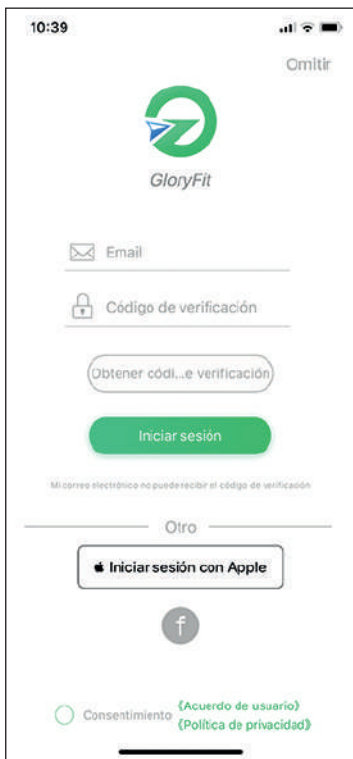 10:39
Omitir
GloryFit
Email
Código de verificación
Obtener códi...e verificación
Iniciar sesión
Mi correo electrónico no puede recibir el código de verificación
Otro
Iniciar sesión con Apple
f
Consentimiento
《Acuerdo de usuario》
《Política de privacidad》